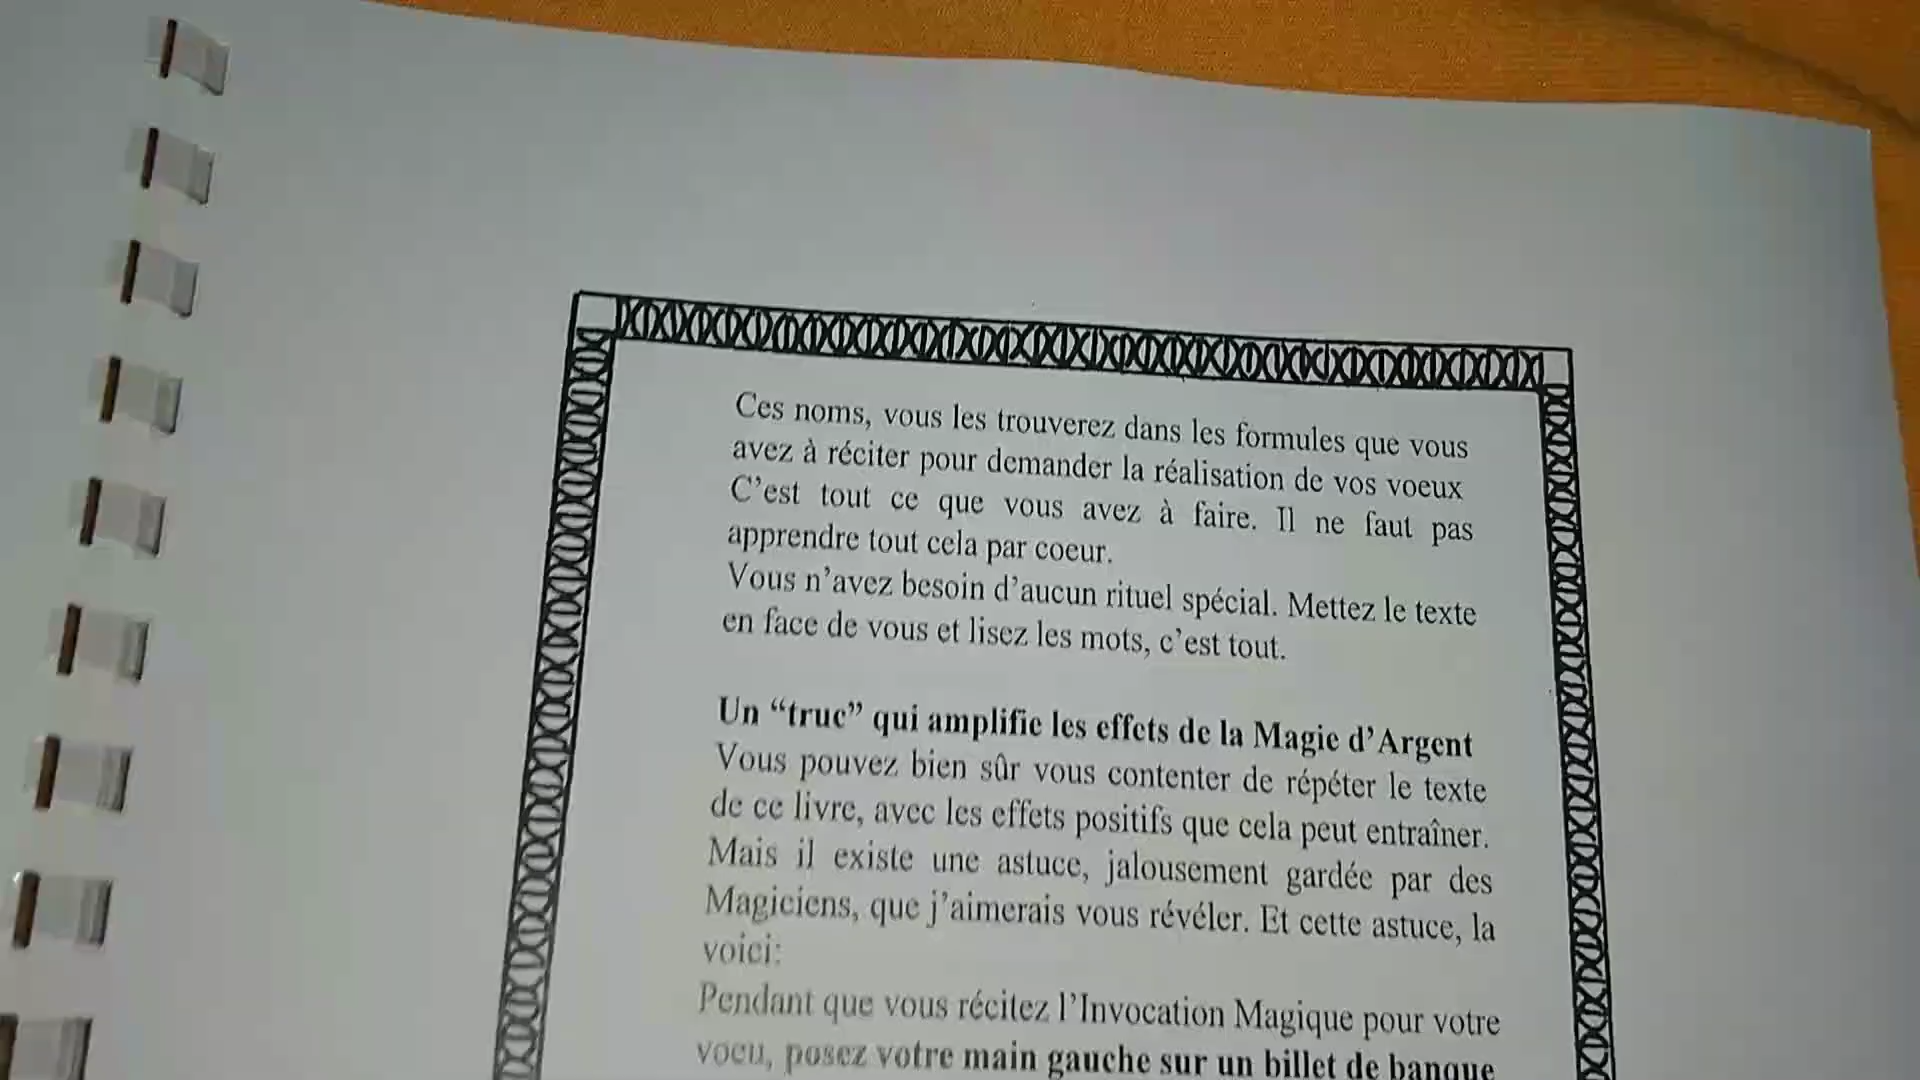 Ces noms, vous les trouverez dans les formules que vous
avez à réciter pour demander la réalisation de vos voeux
C’est tout ce que vous avez à faire. Il ne faut pas
apprendre tout cela par coeur.
Vous n’avez besoin d’aucun rituel spécial. Mettez le texte
en face de vous et lisez les mots, c’est tout.
Un “truc” qui amplifie les effets de la Magie d’Argent
Vous pouvez bien sûr vous contenter de répéter le texte
de ce livre, avec les effets positifs que cela peut entraîner.
Mais il existe une astuce, jalousement gardée par des
Magiciens, que j’aimerais vous révéler. Et cette astuce, la
voici:
Pendant que vous récitez l’Invocation Magique pour votre
voeu, posez votre main gauche sur un billet de banque